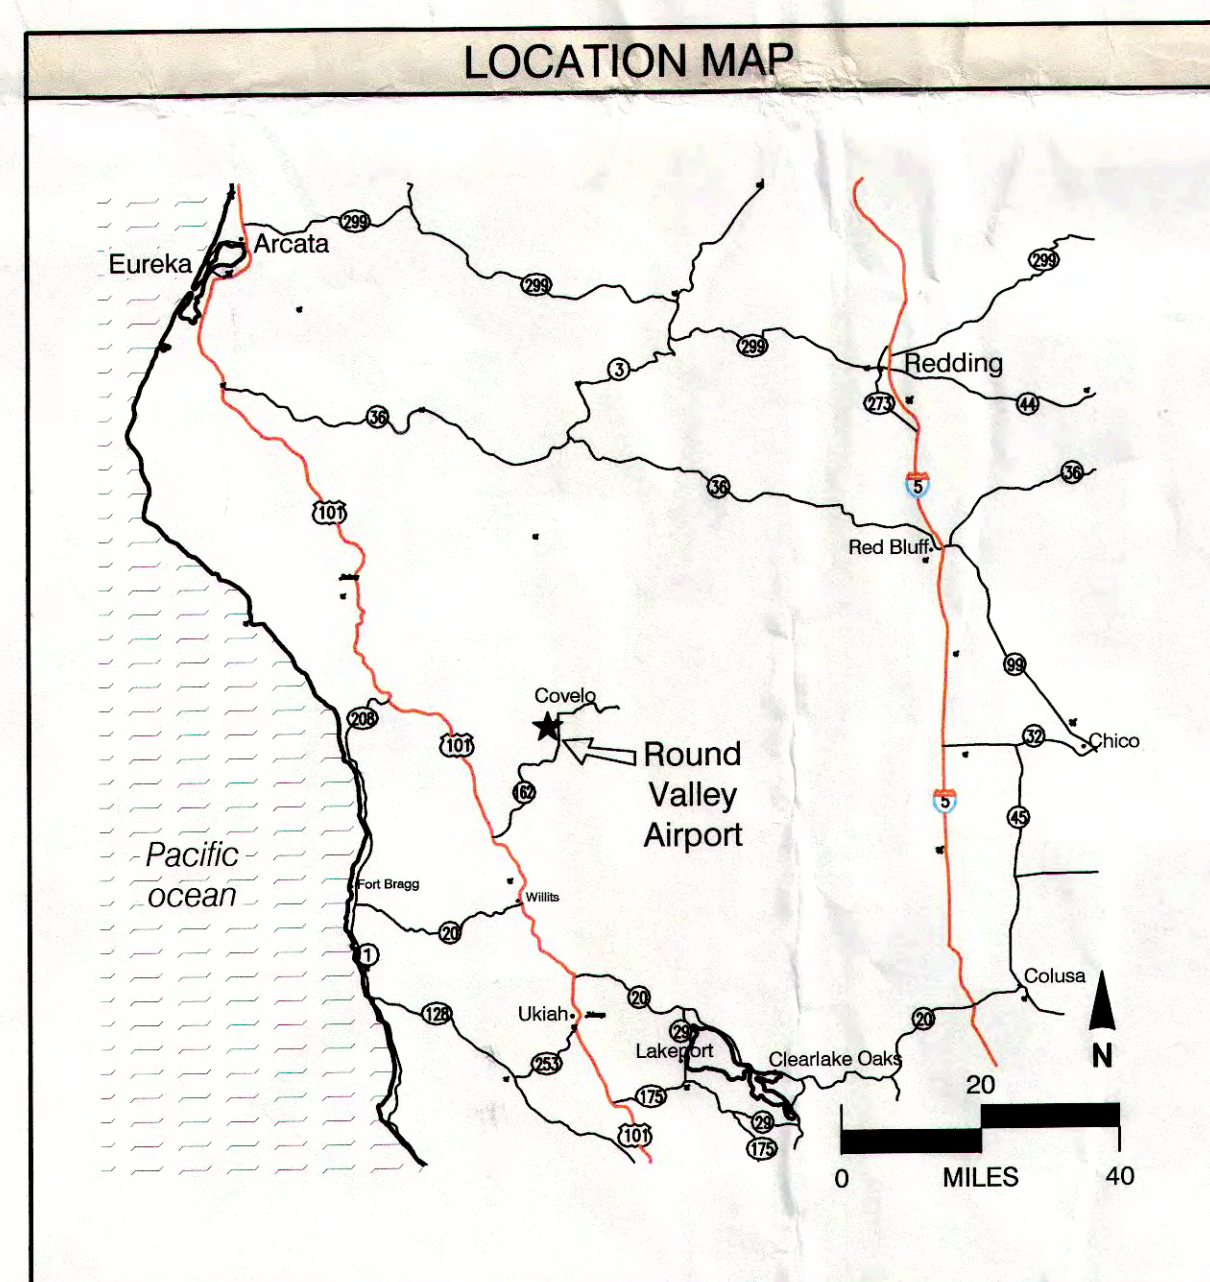 LOCATION MAP
Arcata
299
Eureka
299
299
299
Redding
3
273
44
36
36
36
5
101
Red Bluff
99
Covelo
208
101
32
Chico
Round
Valley
Airport
162
5
45
Pacific
ocean
Fort Bragg
Willits
20
1
Colusa
20
128
Ukiah
20
29
Lakeport
Clearlake Oaks
253
N
175
20
29
101
175
0
MILES
40